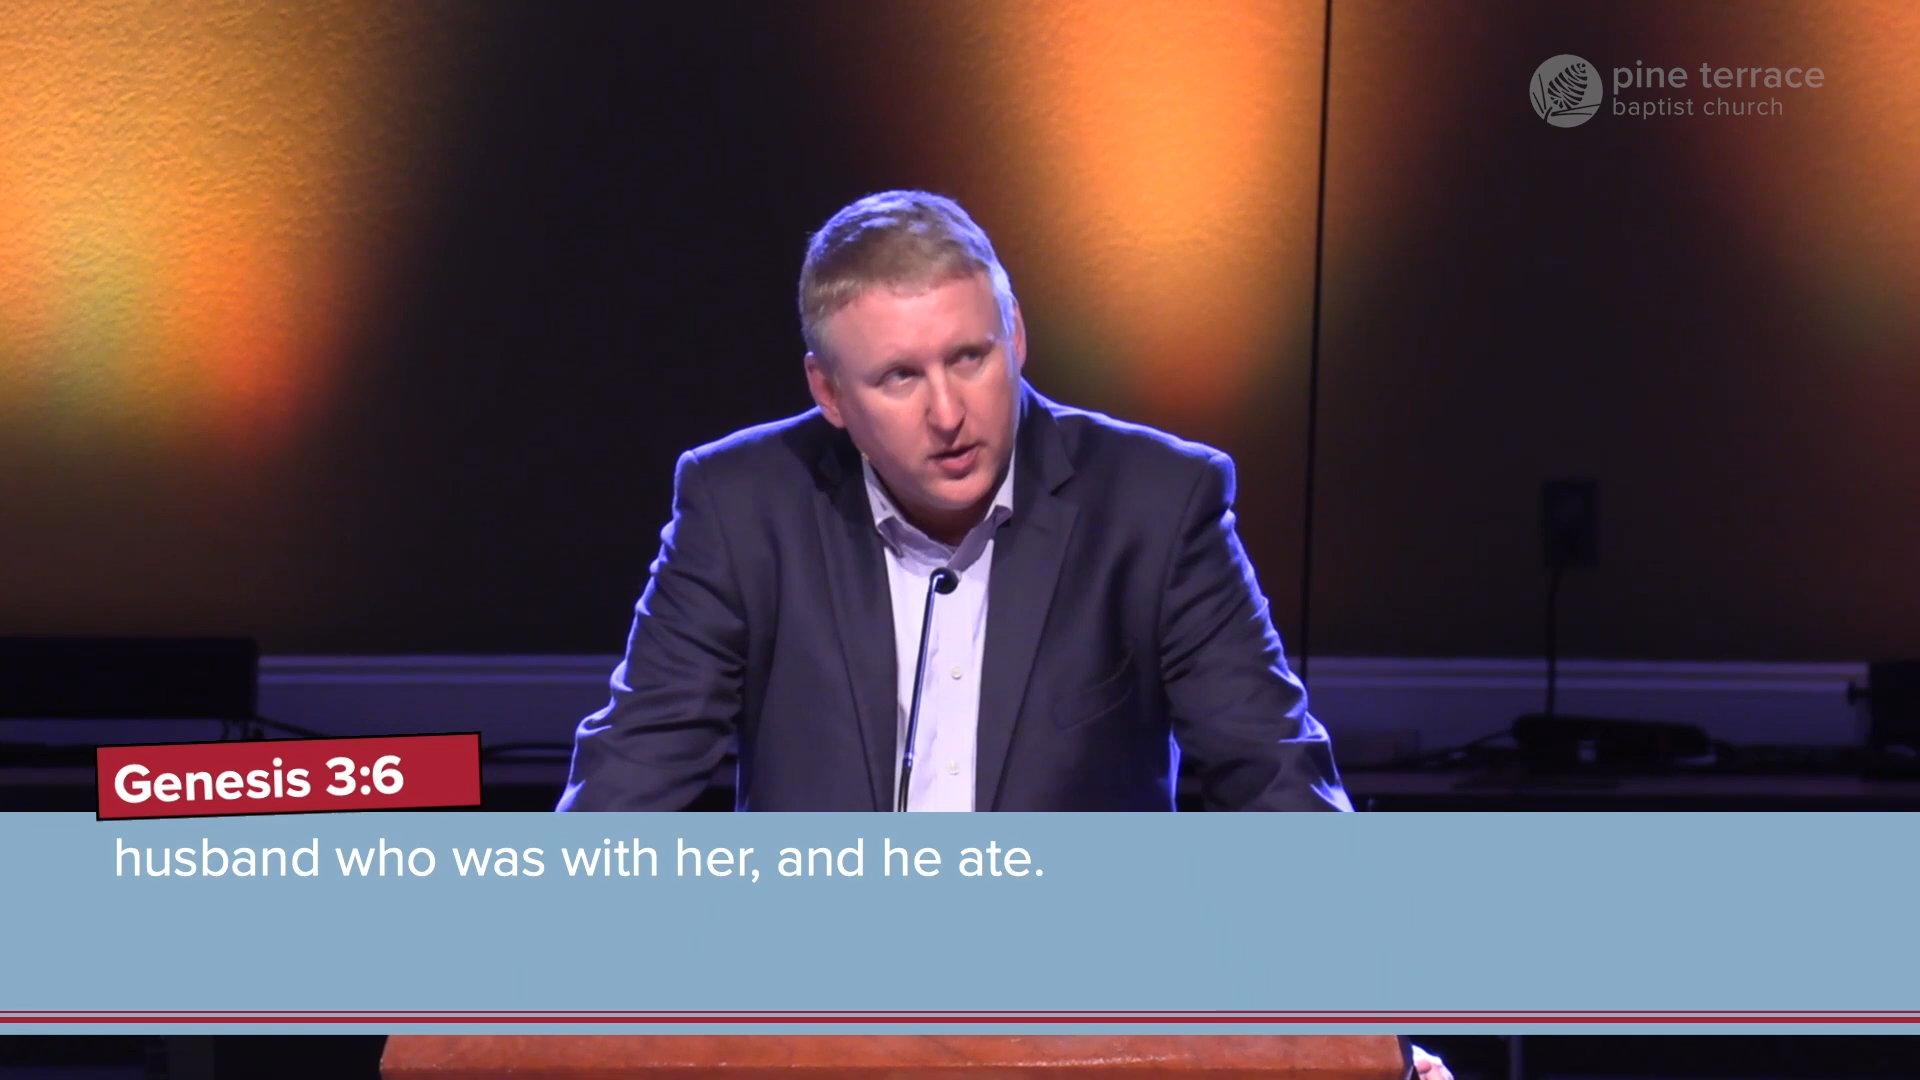 pine terrace
baptist church
Genesis 3:6
husband who was with her, and he ate.